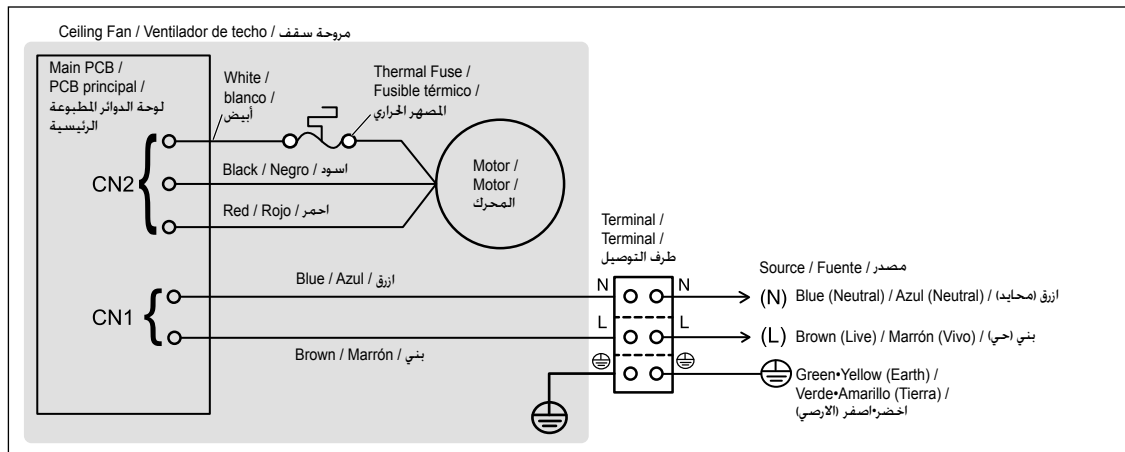 Ceiling Fan / Ventilador de techo / مروحة سقف
Main PCB /
PCB principal /
لوحة الدوائر المطبوعة
الرئيسية
White /
blanco /
أبيض
Thermal Fuse /
Fusible térmico /
المصهر الحراري
CN2
Black / Negro / اسود
Red / Rojo / احمر
Motor /
Motor /
المحرك
Terminal /
Terminal /
طرف التوصيل
Source / Fuente / مصدر
CN1
Blue / Azul / ازرق
N
N
(N) Blue (Neutral) / Azul (Neutral) / ازرق (محايد)
L
L
(L) Brown (Live) / Marrón (Vivo) / بني (حي)
Brown / Marrón / بني
Green•Yellow (Earth) /
Verde•Amarillo (Tierra) /
اخضر•اصفر (الارصي)